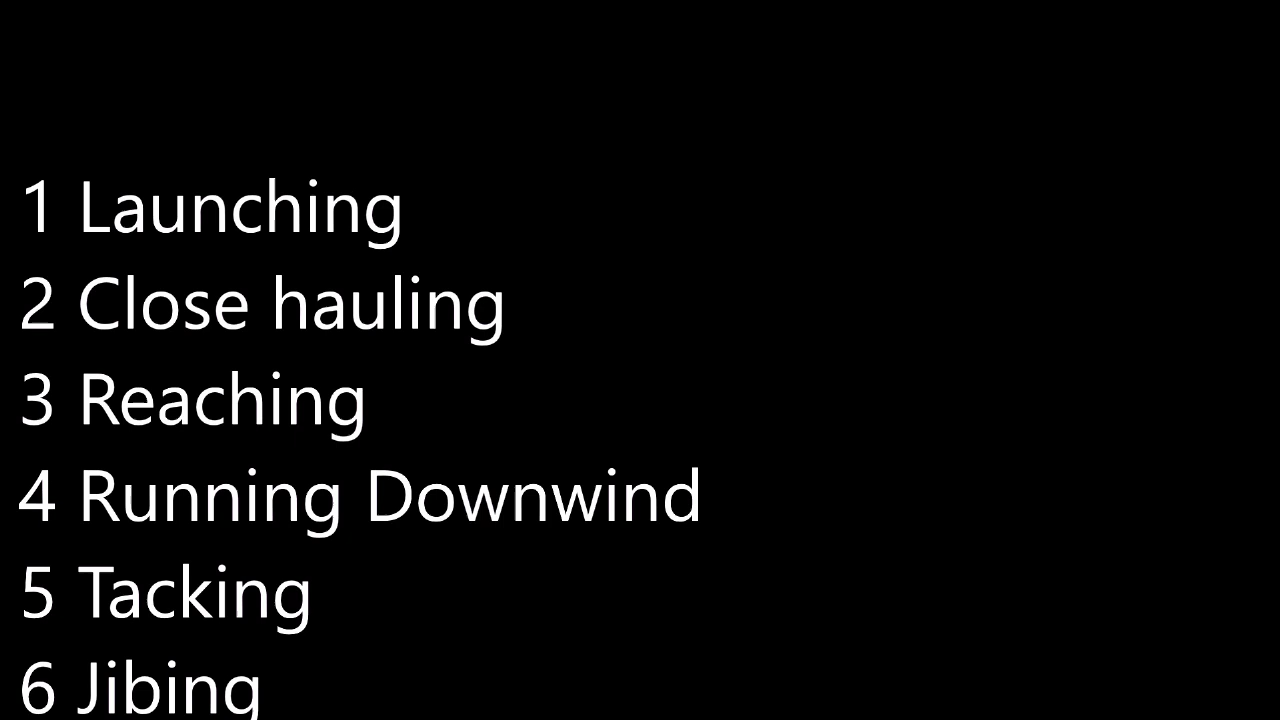 1 Launching
2 Close hauling
3 Reaching
4 Running Downwind
5 Tacking
6 Jibing